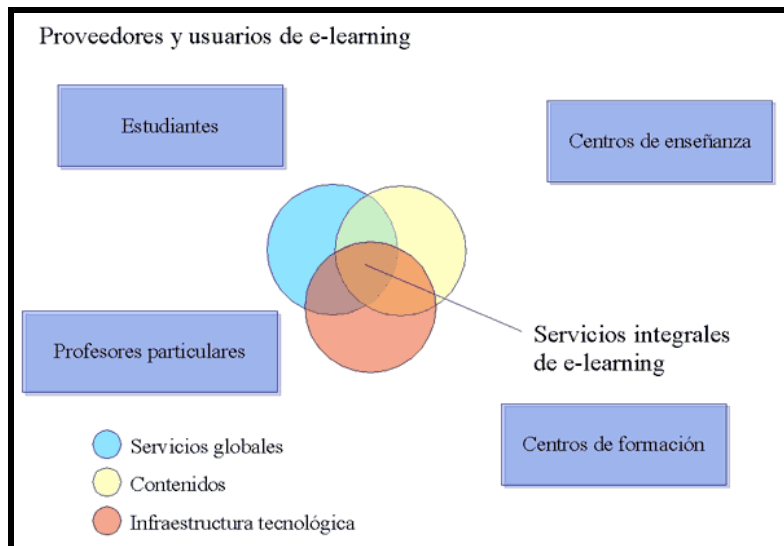 Proveedores y usuarios de e-learning
Estudiantes
Centros de enseñanza
Profesores particulares
Servicios integrales
de e-learning
Centros de formación
Servicios globales
Contenidos
Infraestructura tecnológica